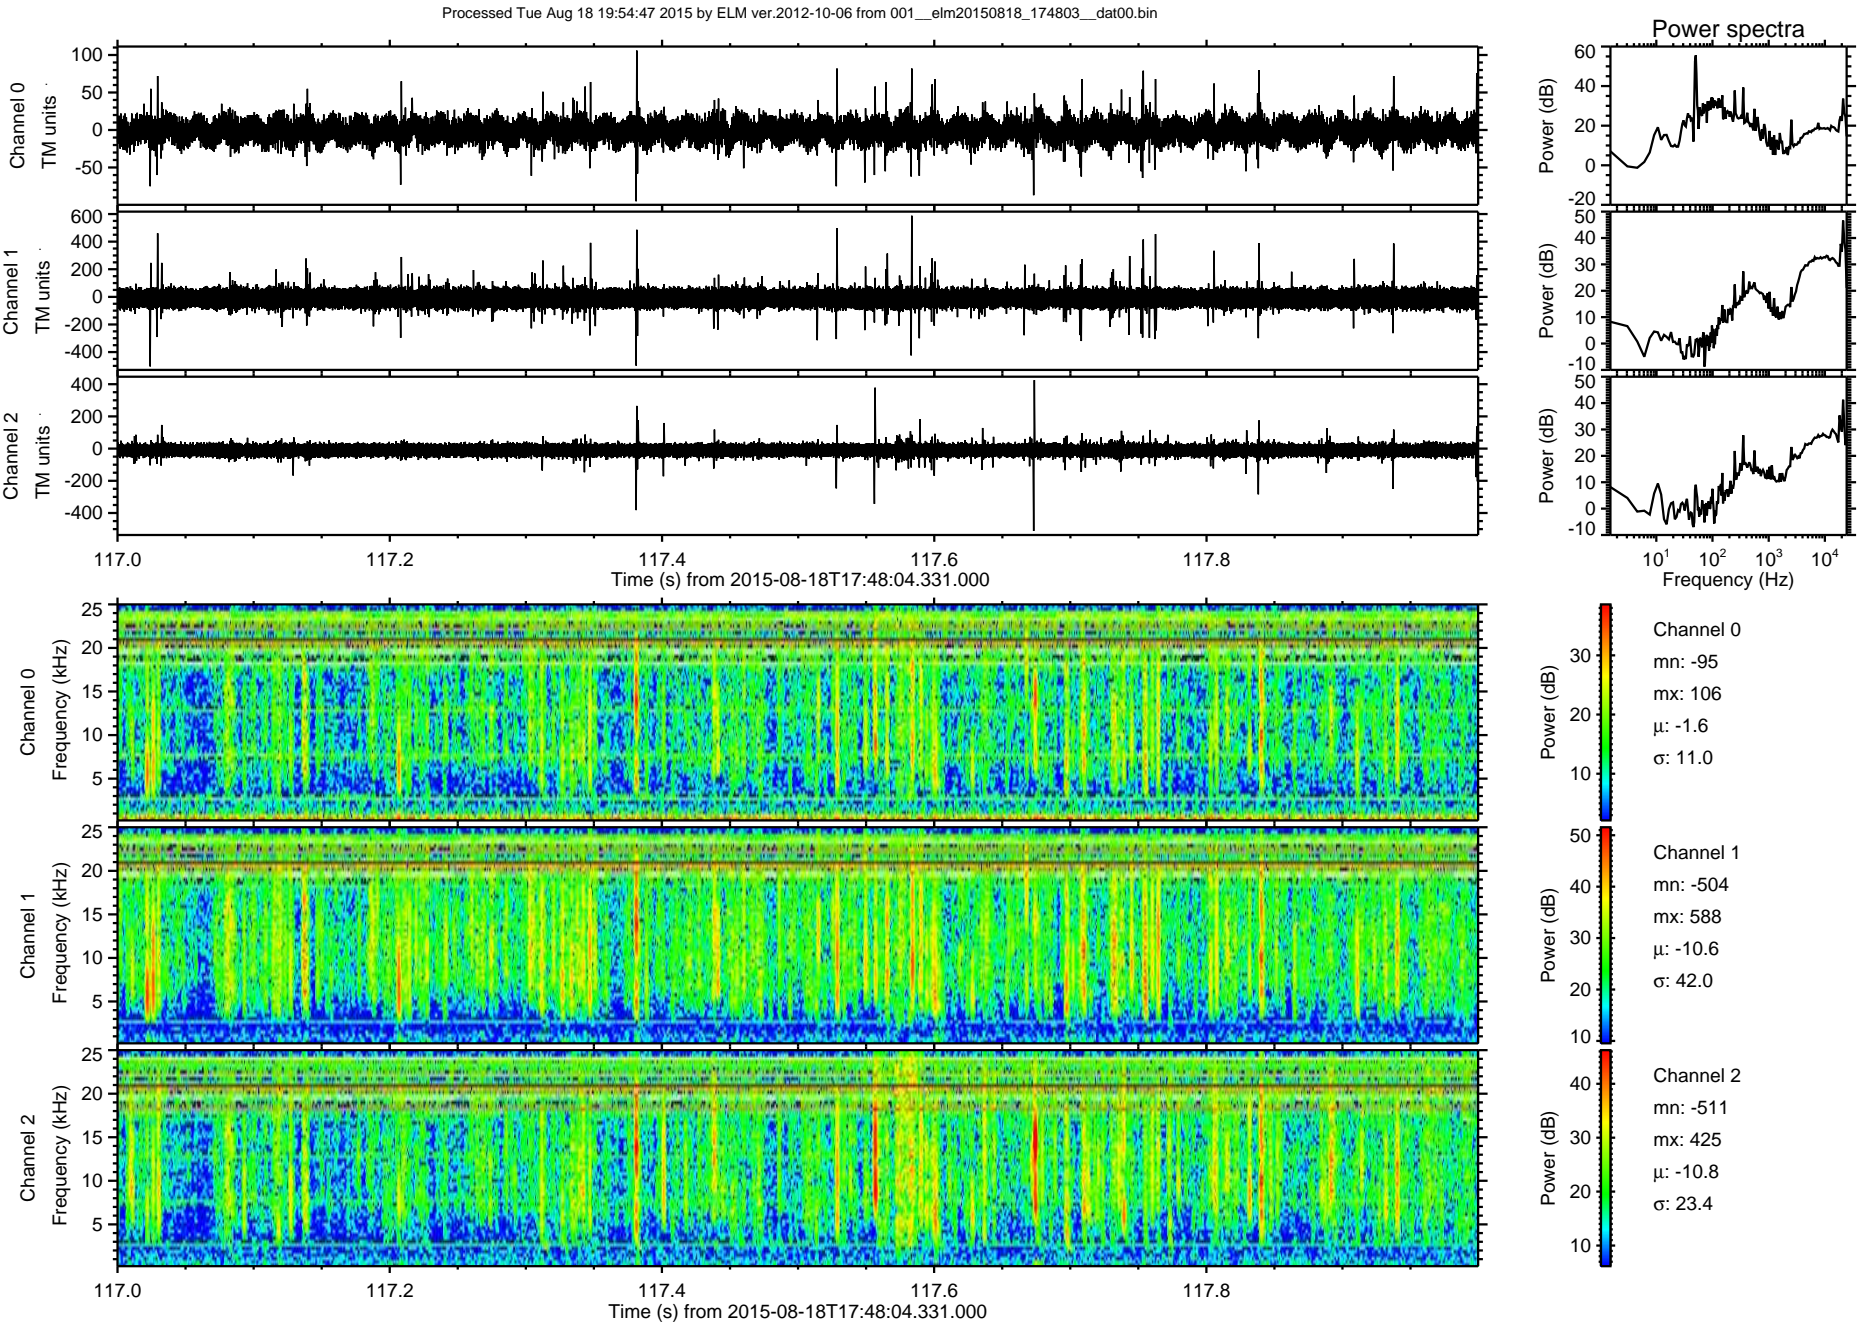 Processed Tue Aug 18 19:54:47 2015 by ELM ver.2012-10-06 from 001__elm20150818_174803__dat00.bin
Power spectra
Channel 0
TM units
100
50
0
-50
Power (dB)
60
40
20
0
-20
Channel 1
TM units
600
400
200
0
-200
-400
Power (dB)
50
40
30
20
10
0
-10
Channel 2
TM units
400
200
0
-200
-400
Power (dB)
50
40
30
20
10
0
-10
117.0 117.2 117.4 117.6 117.8
Time (s) from 2015-08-18T17:48:04.331.000
10¹ 10² 10³ 10⁴
Frequency (Hz)
Channel 0
Frequency (kHz)
25
20
15
10
5
Power (dB)
30
20
10
Channel 0
mn: -95
mx: 106
μ: -1.6
σ: 11.0
Channel 1
Frequency (kHz)
25
20
15
10
5
Power (dB)
50
40
30
20
10
Channel 1
mn: -504
mx: 588
μ: -10.6
σ: 42.0
Channel 2
Frequency (kHz)
25
20
15
10
5
Power (dB)
40
30
20
10
Channel 2
mn: -511
mx: 425
μ: -10.8
σ: 23.4
117.0 117.2 117.4 117.6 117.8
Time (s) from 2015-08-18T17:48:04.331.000